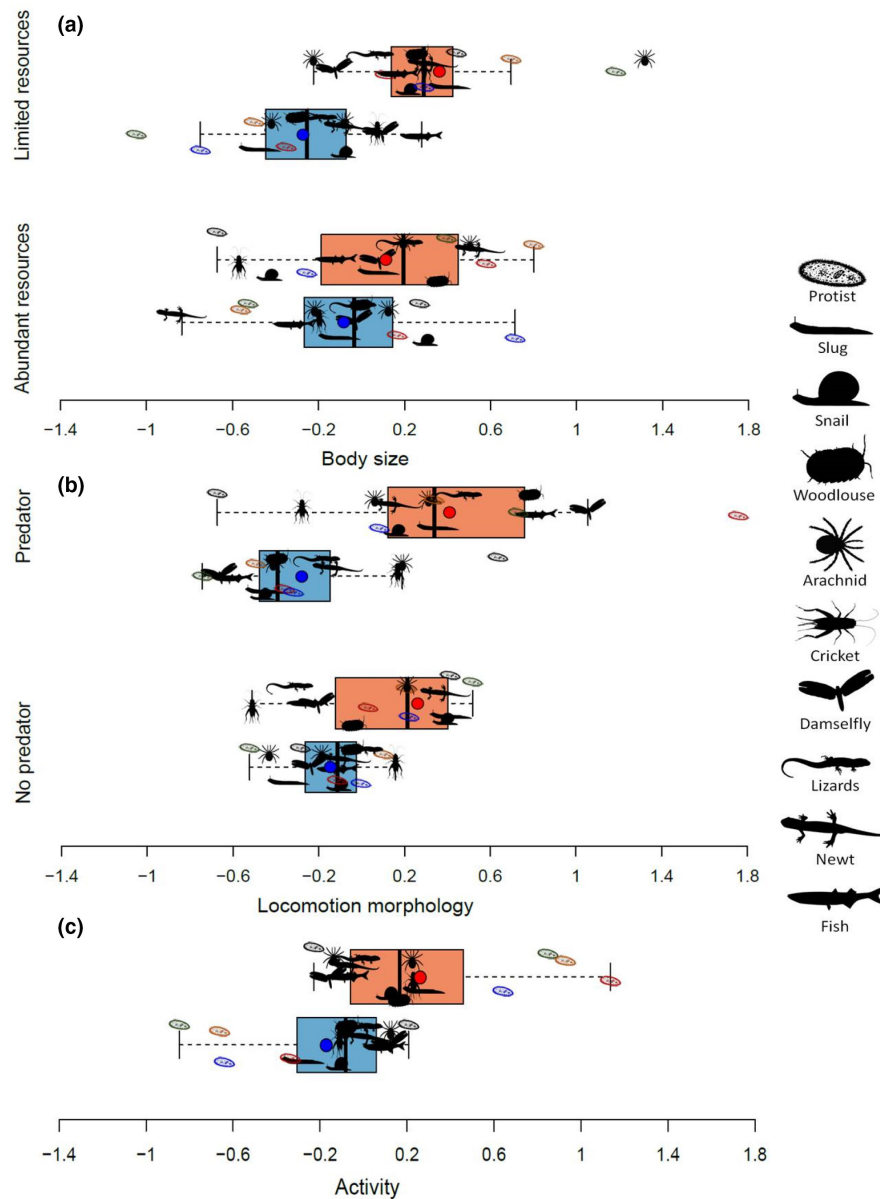 (a)
Limited resources
Abundant resources
−1.4 −1 −0.6 −0.2 0.2 0.6 1 1.4 1.8
Body size
(b)
Predator
No predator
−1.4 −1 −0.6 −0.2 0.2 0.6 1 1.4 1.8
Locomotion morphology
(c)
−1.4 −1 −0.6 −0.2 0.2 0.6 1 1.4 1.8
Activity
Protist
Slug
Snail
Woodlouse
Arachnid
Cricket
Damselfly
Lizards
Newt
Fish